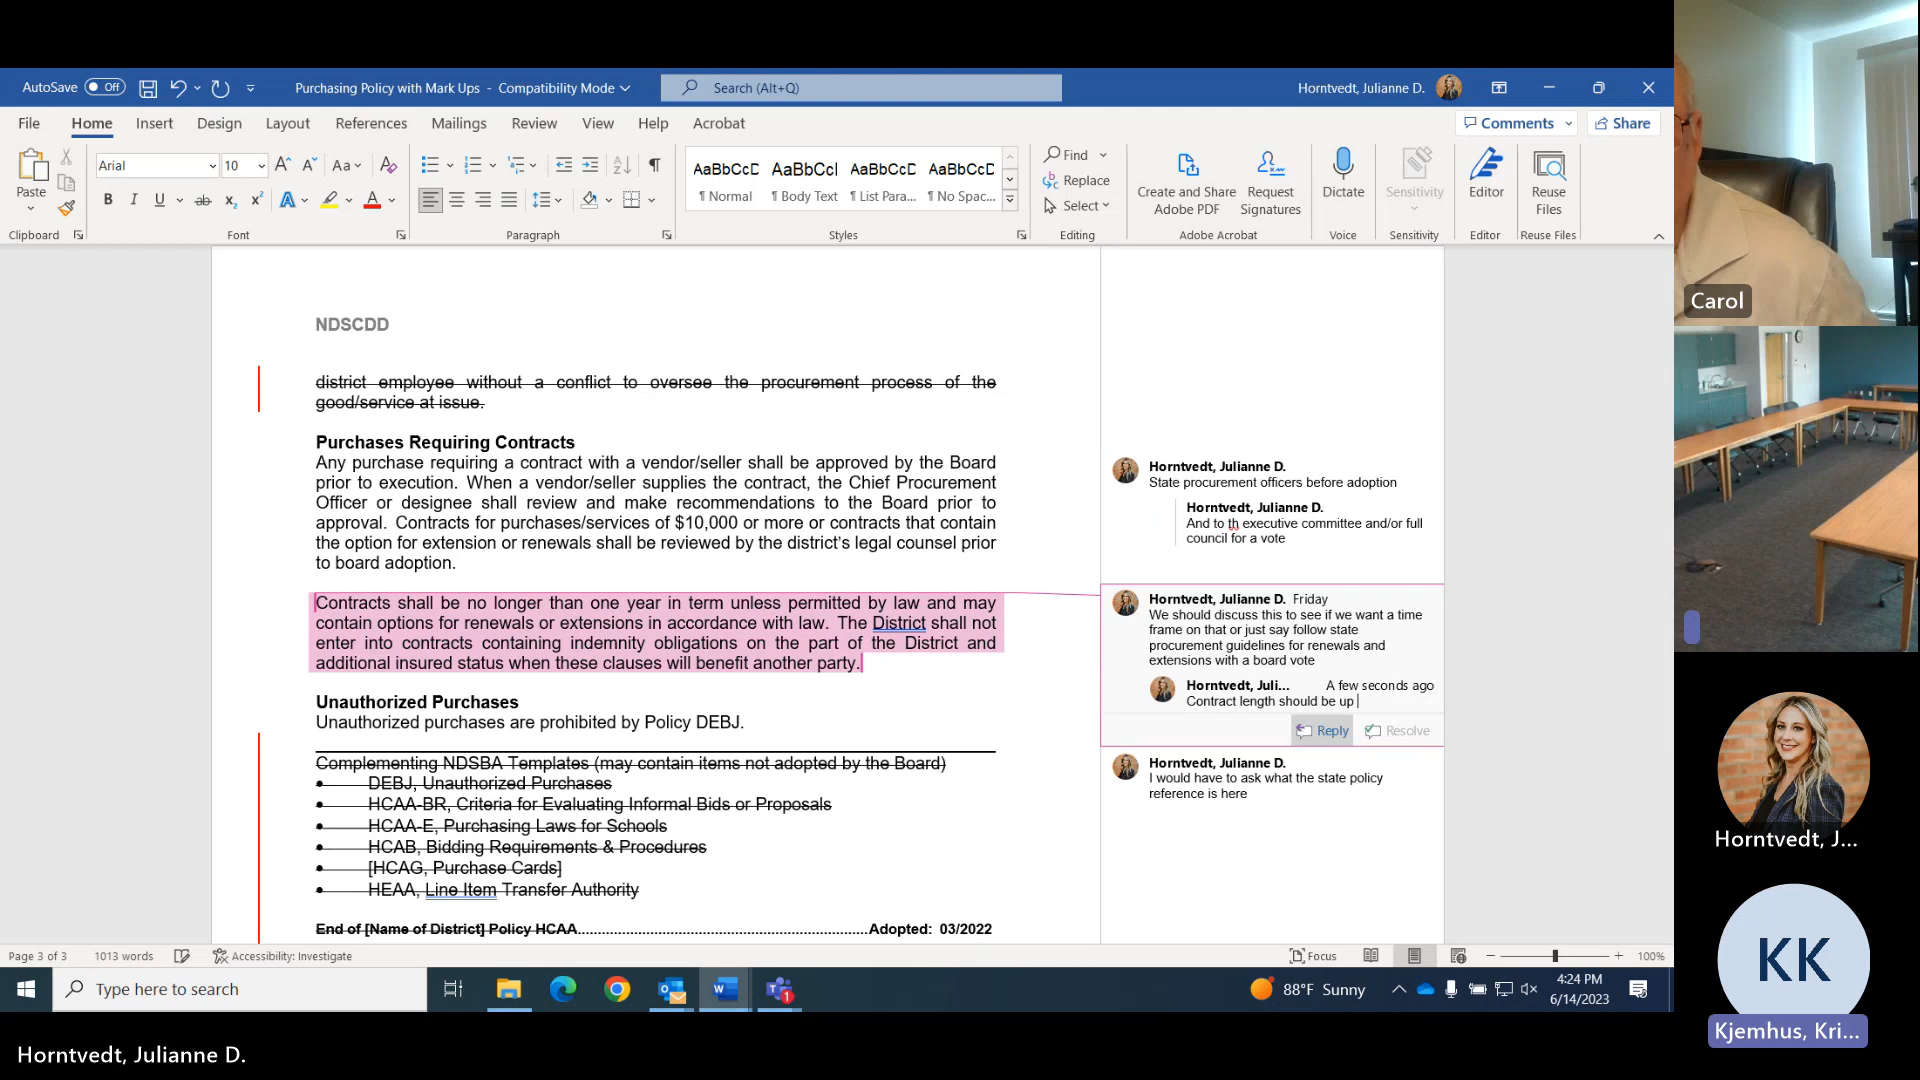 AutoSave Off
Purchasing Policy with Mark Ups - Compatibility Mode
Search (Alt+Q)
Horntvedt, Julianne D.
File Home Insert Design Layout References Mailings Review View Help Acrobat
Comments Share
Paste
Clipboard
Arial 10
Aa
B I U ab x₂ x² A A
Font
Paragraph
AaBbCcD AaBbCcI AaBbCcD AaBbCcD
¶ Normal ¶ Body Text ¶ List Para... ¶ No Spac...
Styles
Find
Replace
Select
Editing
Create and Share
Adobe PDF
Request
Signatures
Adobe Acrobat
Dictate
Voice
Sensitivity
Sensitivity
Editor
Editor
Reuse
Files
Reuse Files
NDSCDD
district employee without a conflict to oversee the procurement process of the
good/service at issue.
Purchases Requiring Contracts
Any purchase requiring a contract with a vendor/seller shall be approved by the Board
prior to execution. When a vendor/seller supplies the contract, the Chief Procurement
Officer or designee shall review and make recommendations to the Board prior to
approval. Contracts for purchases/services of $10,000 or more or contracts that contain
the option for extension or renewals shall be reviewed by the district's legal counsel prior
to board adoption.
Contracts shall be no longer than one year in term unless permitted by law and may
contain options for renewals or extensions in accordance with law. The District shall not
enter into contracts containing indemnity obligations on the part of the District and
additional insured status when these clauses will benefit another party.
Unauthorized Purchases
Unauthorized purchases are prohibited by Policy DEBJ.
Complementing NDSBA Templates (may contain items not adopted by the Board)
• DEBJ, Unauthorized Purchases
• HCAA-BR, Criteria for Evaluating Informal Bids or Proposals
• HCAA-E, Purchasing Laws for Schools
• HCAB, Bidding Requirements & Procedures
• [HCAG, Purchase Cards]
• HEAA, Line Item Transfer Authority
End of [Name of District] Policy HCAA....................................................................Adopted: 03/2022
Horntvedt, Julianne D.
State procurement officers before adoption
Horntvedt, Julianne D.
And to th executive committee and/or full
council for a vote
Horntvedt, Julianne D. Friday
We should discuss this to see if we want a time
frame on that or just say follow state
procurement guidelines for renewals and
extensions with a board vote
Horntvedt, Juli... A few seconds ago
Contract length should be up
Reply Resolve
Horntvedt, Julianne D.
I would have to ask what the state policy
reference is here
Page 3 of 3 1013 words Accessibility: Investigate
Focus 100%
Type here to search
88°F Sunny
4:24 PM
6/14/2023
Carol
Horntvedt, J...
KK
Kjemhus, Kri...
Horntvedt, Julianne D.